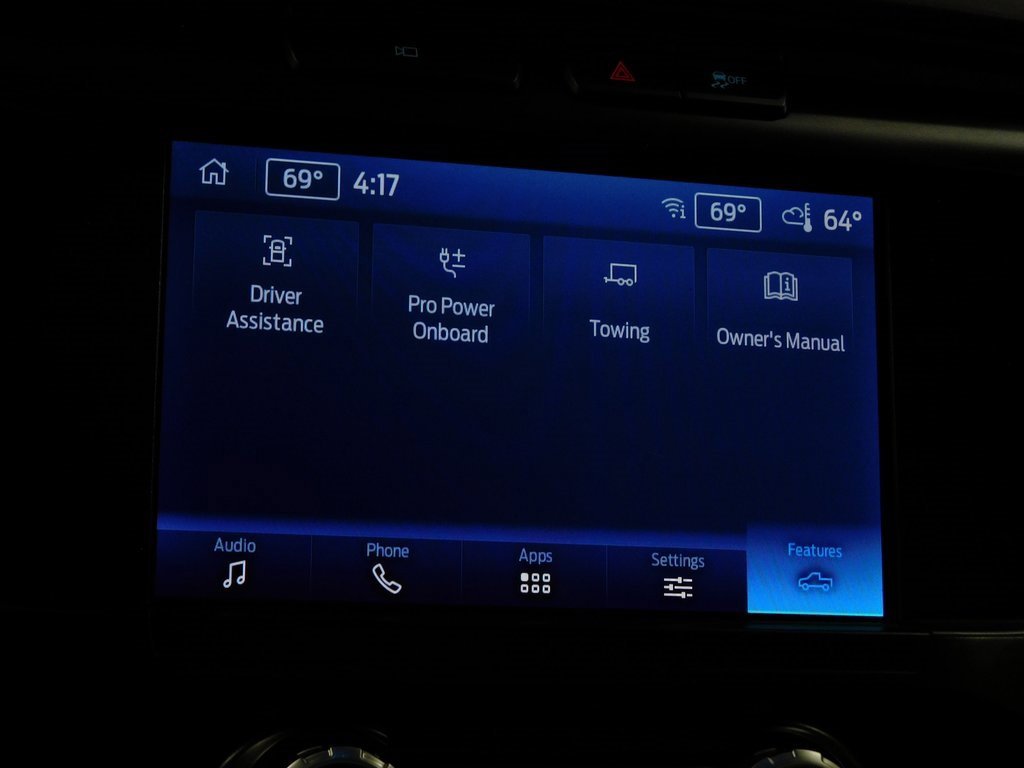 OFF
69° 4:17
69° 64°
Driver
Assistance
Pro Power
Onboard
Towing
Owner's Manual
Audio
Phone
Apps
Settings
Features